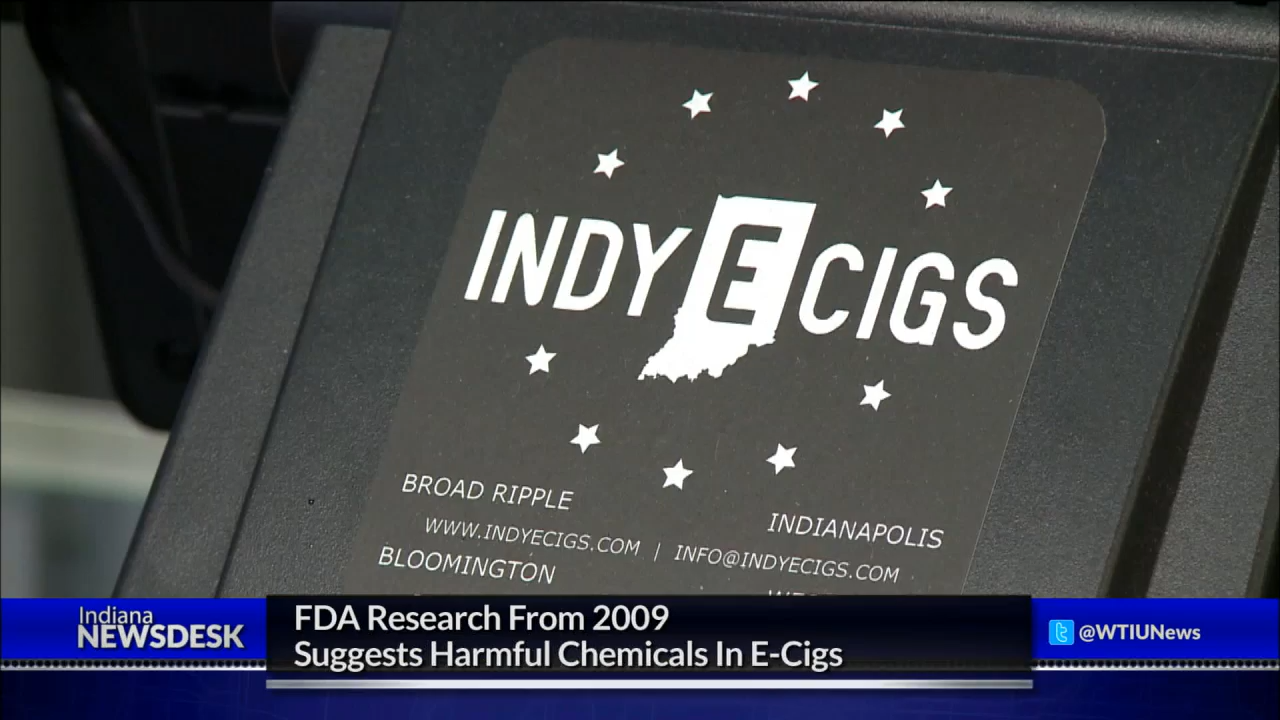 INDY E CIGS
BROAD RIPPLE
INDIANAPOLIS
WWW.INDYECIGS.COM | INFO@INDYECIGS.COM
BLOOMINGTON
Indiana
NEWSDESK
FDA Research From 2009
Suggests Harmful Chemicals In E-Cigs
@WTIUNews